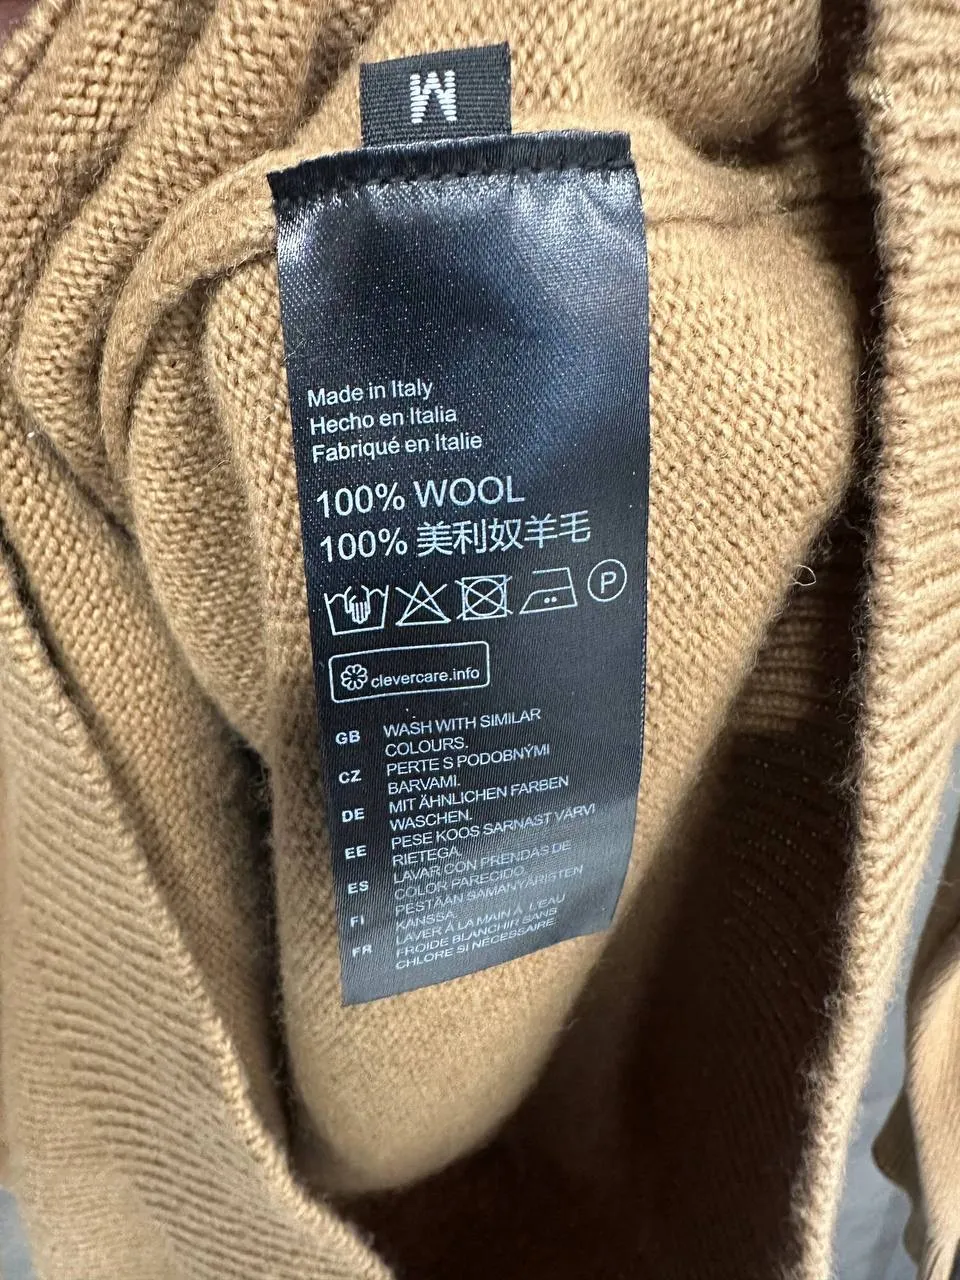 M
Made in Italy
Hecho en Italia
Fabriqué en Italie
100% WOOL
100% 美利奴羊毛
P
clevercare.info
GB WASH WITH SIMILAR
COLOURS.
CZ PERTE S PODOBNÝMI
BARVAMI.
DE MIT ÄHNLICHEN FARBEN
WASCHEN.
EE PESE KOOS SARNAST VÄRVI
RIETEGA.
ES LAVAR CON PRENDAS DE
COLOR PARECIDO.
FI PESTÄÄN SAMANVÄRISTEN
KANSSA.
FR LAVER À LA MAIN À L'EAU
FROIDE BLANCHIR SANS
CHLORE SI NÉCESSAIRE.